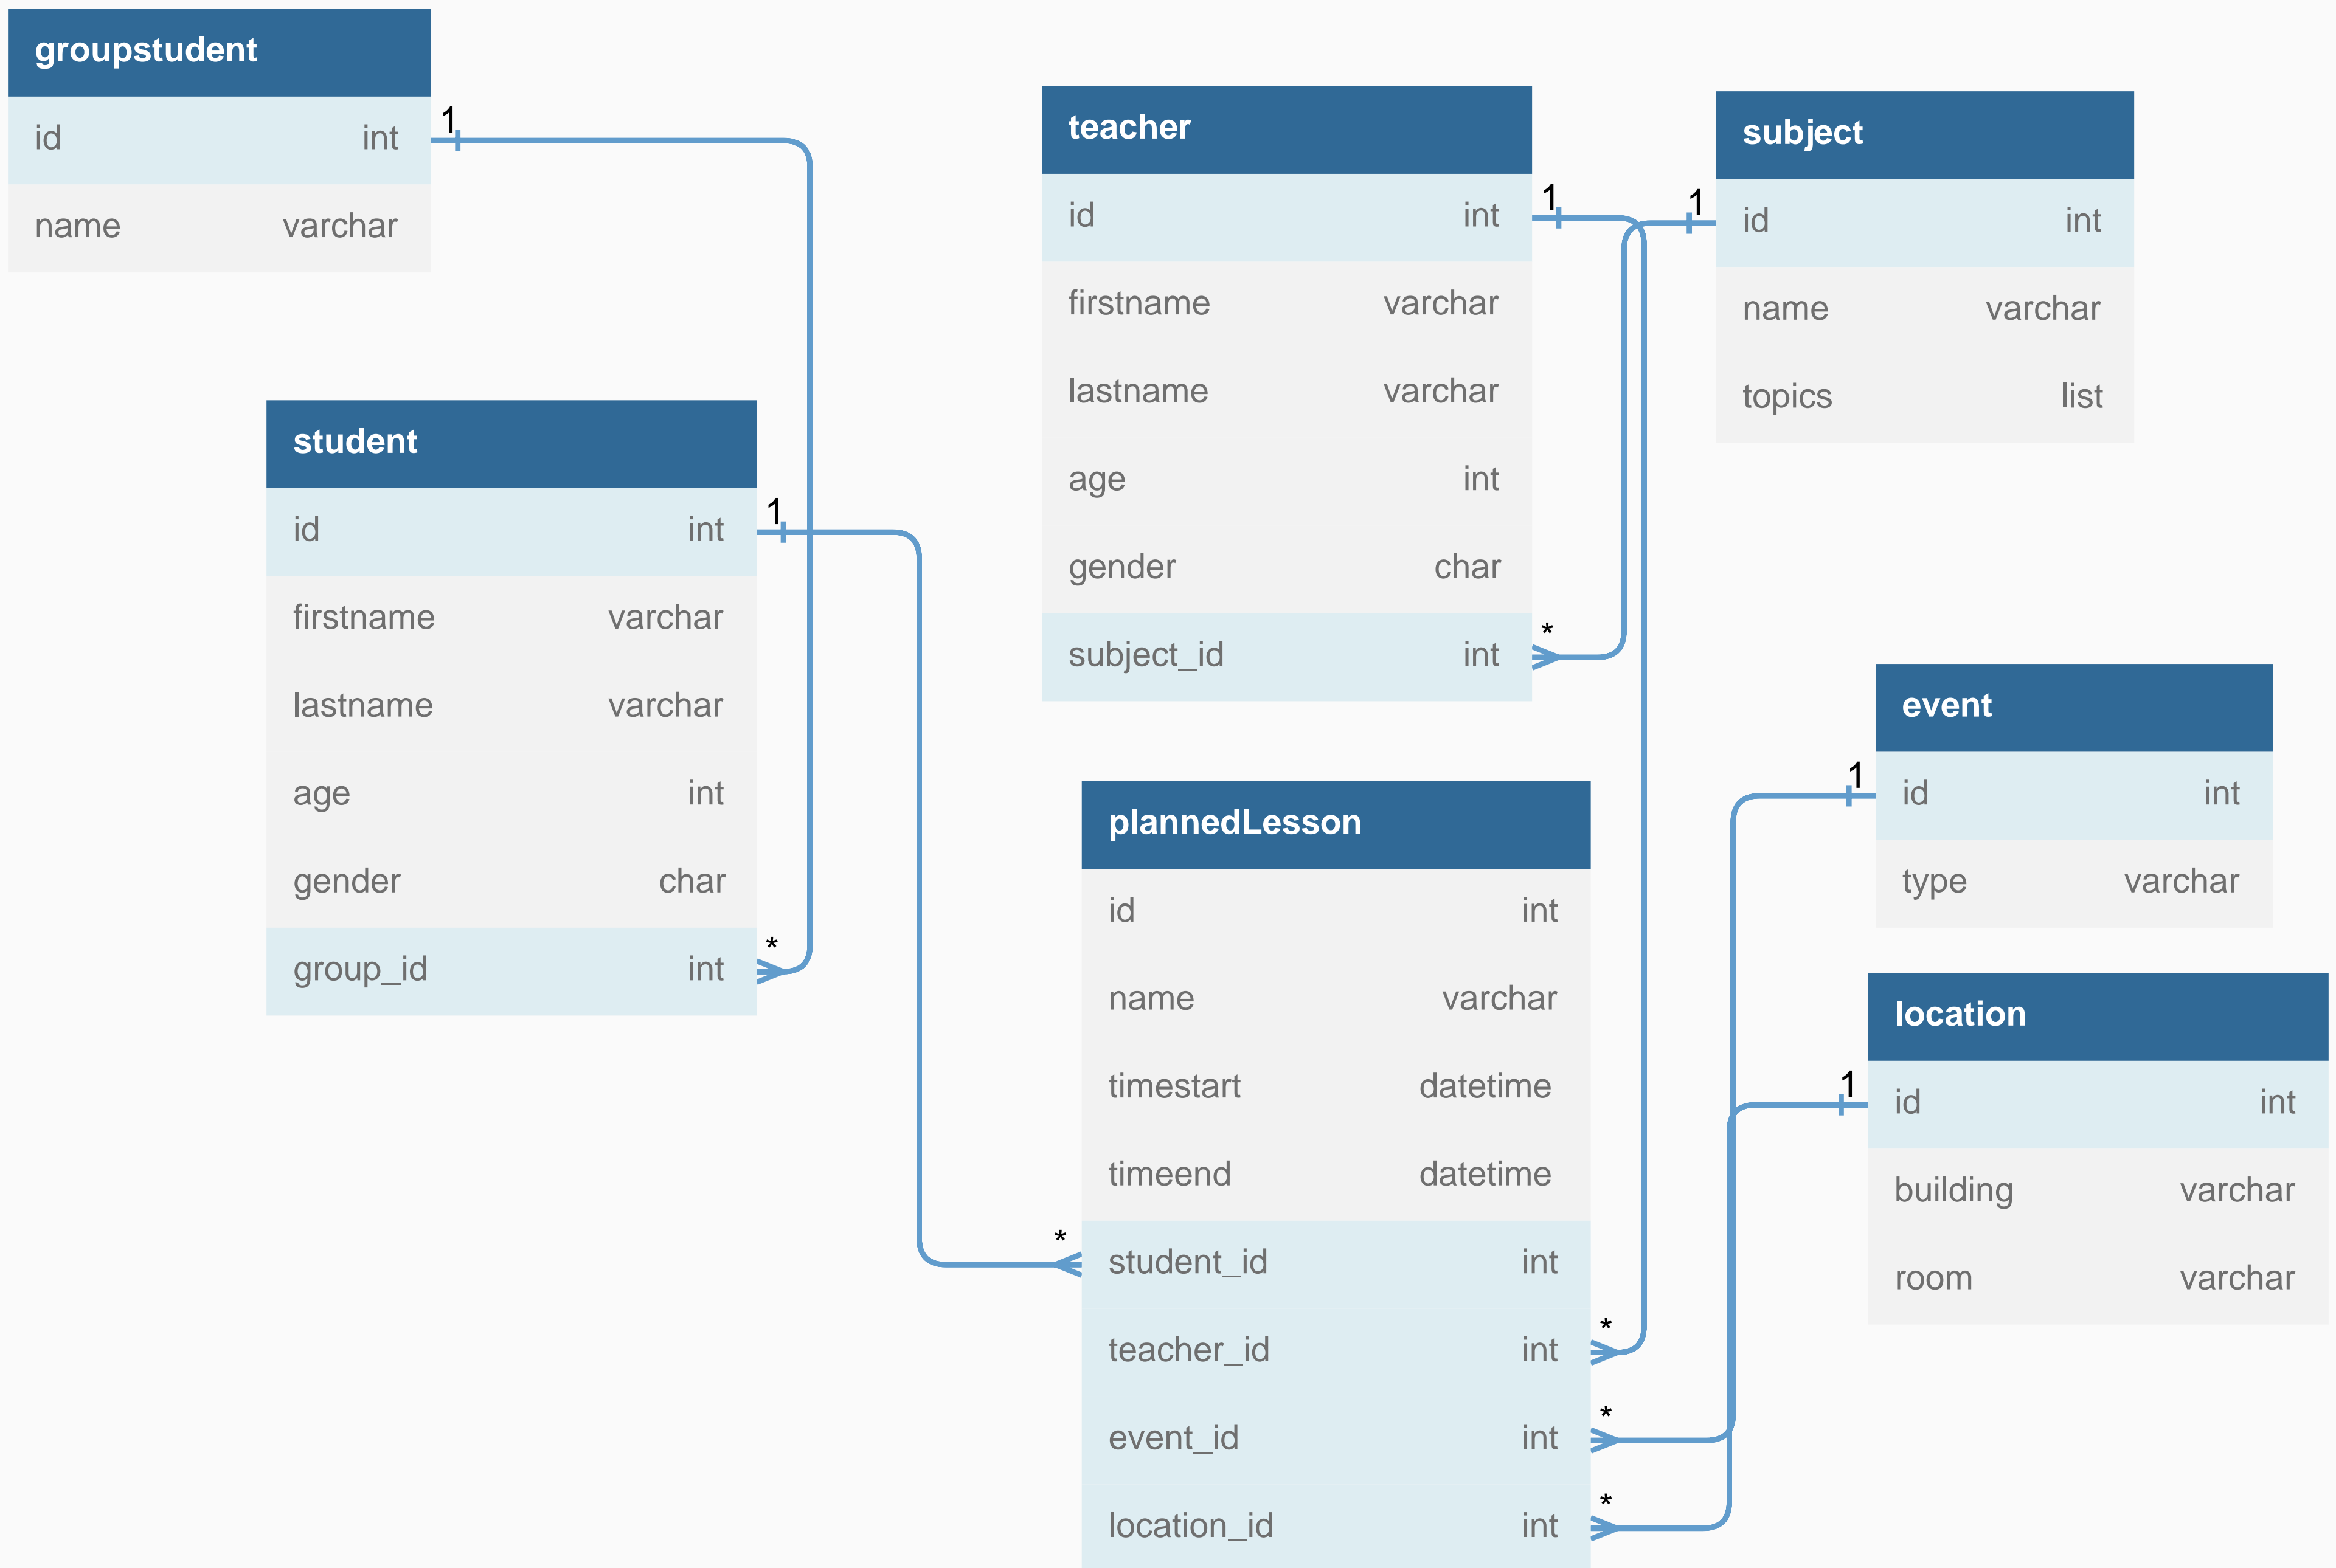 groupstudent
id int
name varchar
1
student
id int
firstname varchar
lastname varchar
age int
gender char
group_id int
1
*
teacher
id int
firstname varchar
lastname varchar
age int
gender char
subject_id int
1
*
subject
id int
name varchar
topics list
1
plannedLesson
id int
name varchar
timestart datetime
timeend datetime
student_id int
teacher_id int
event_id int
location_id int
*
*
*
*
event
id int
type varchar
1
location
id int
building varchar
room varchar
1